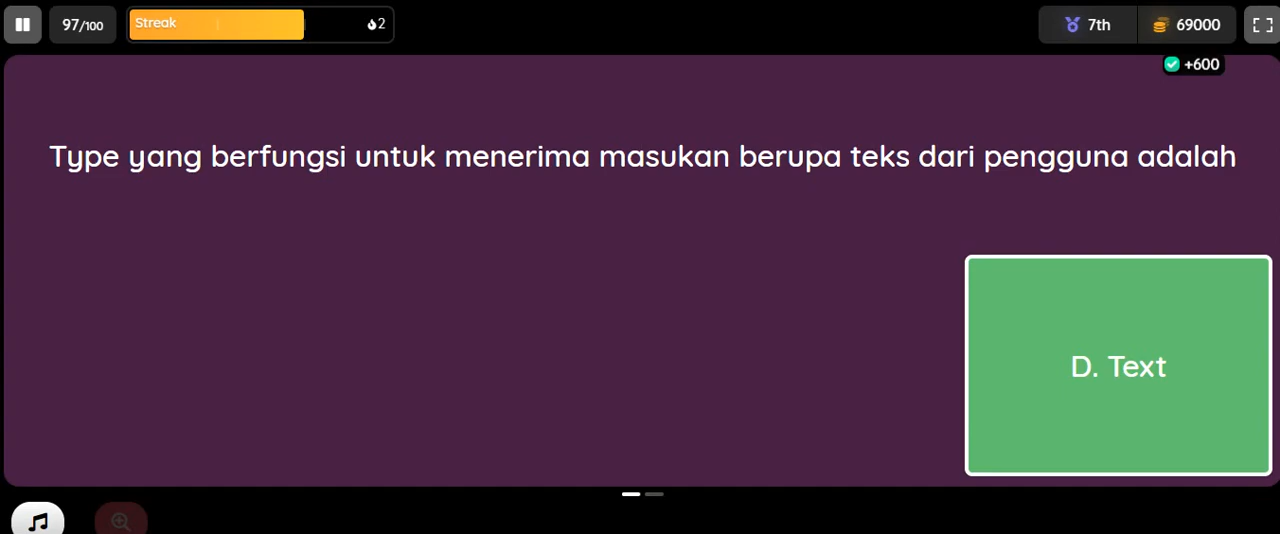 97/100
Streak
2
7th
69000
+600
Type yang berfungsi untuk menerima masukan berupa teks dari pengguna adalah
D. Text